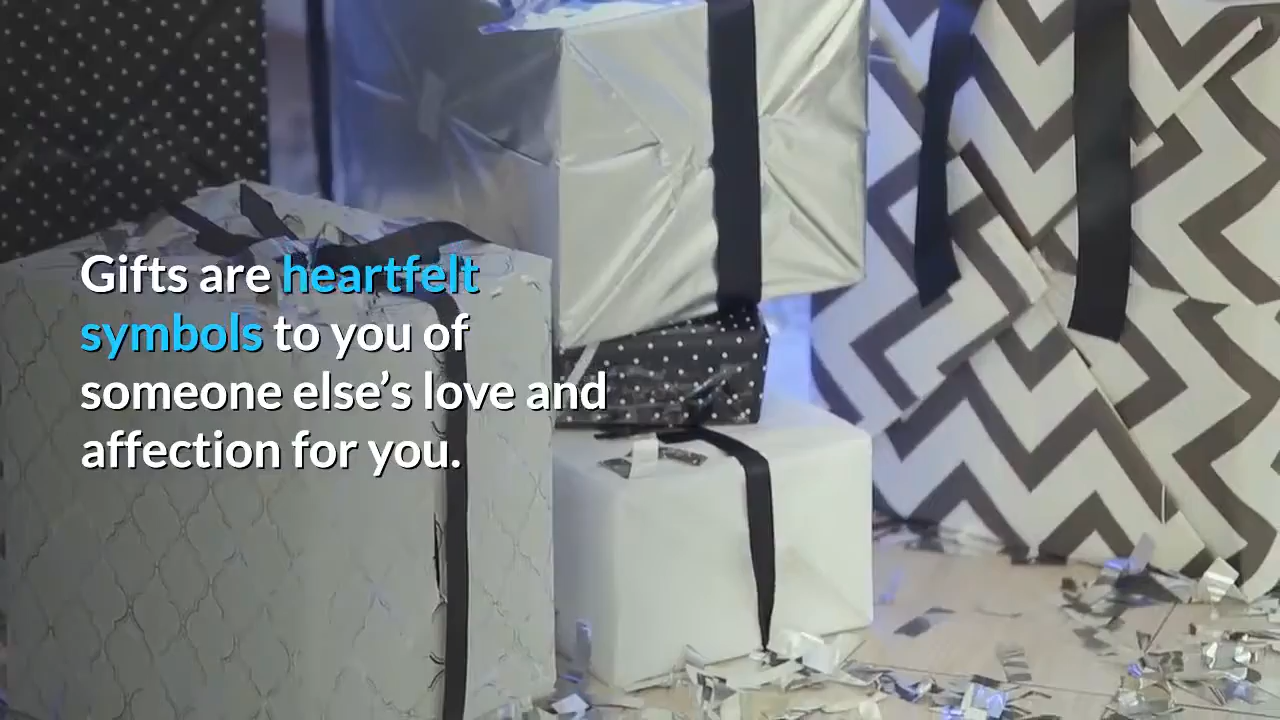 Gifts are heartfelt
symbols to you of
someone else’s love and
affection for you.